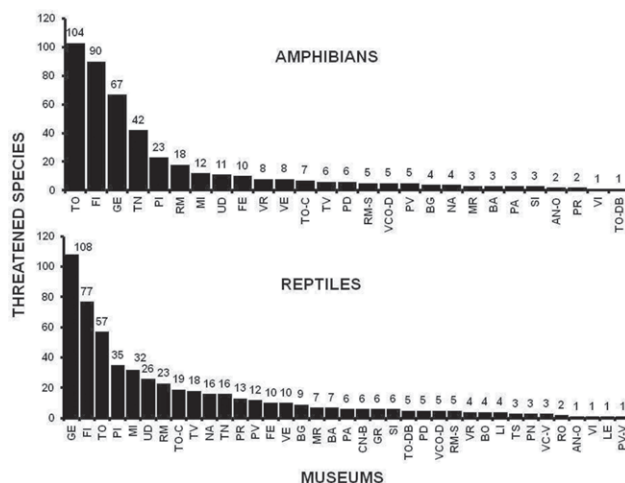 AMPHIBIANS
THREATENED SPECIES
120
100
80
60
40
20
0
104 90 67 42 23 18 12 11 10 8 8 7 6 6 5 5 5 4 4 3 3 3 3 2 2 1 1
TO FI GE TN PI RM MI UD FE VR VE TO-C TV PD RM-S VCO-D PV BG NA MR BA PA SI AN-O PR VI TO-DB
REPTILES
120
100
80
60
40
20
0
108 77 57 35 32 26 23 19 18 16 16 13 12 10 10 9 7 7 6 6 6 6 5 5 5 5 4 4 4 3 3 3 2 1 1 1 1
GE FI TO PI MI UD RM TO-C TV NA TN PR PV FE VE BG MR BA PA CN-B GR SI TO-DB PD VCO-D RM-S VR BO LI TS PN VC-V RO AN-O VI LE PV-V
MUSEUMS